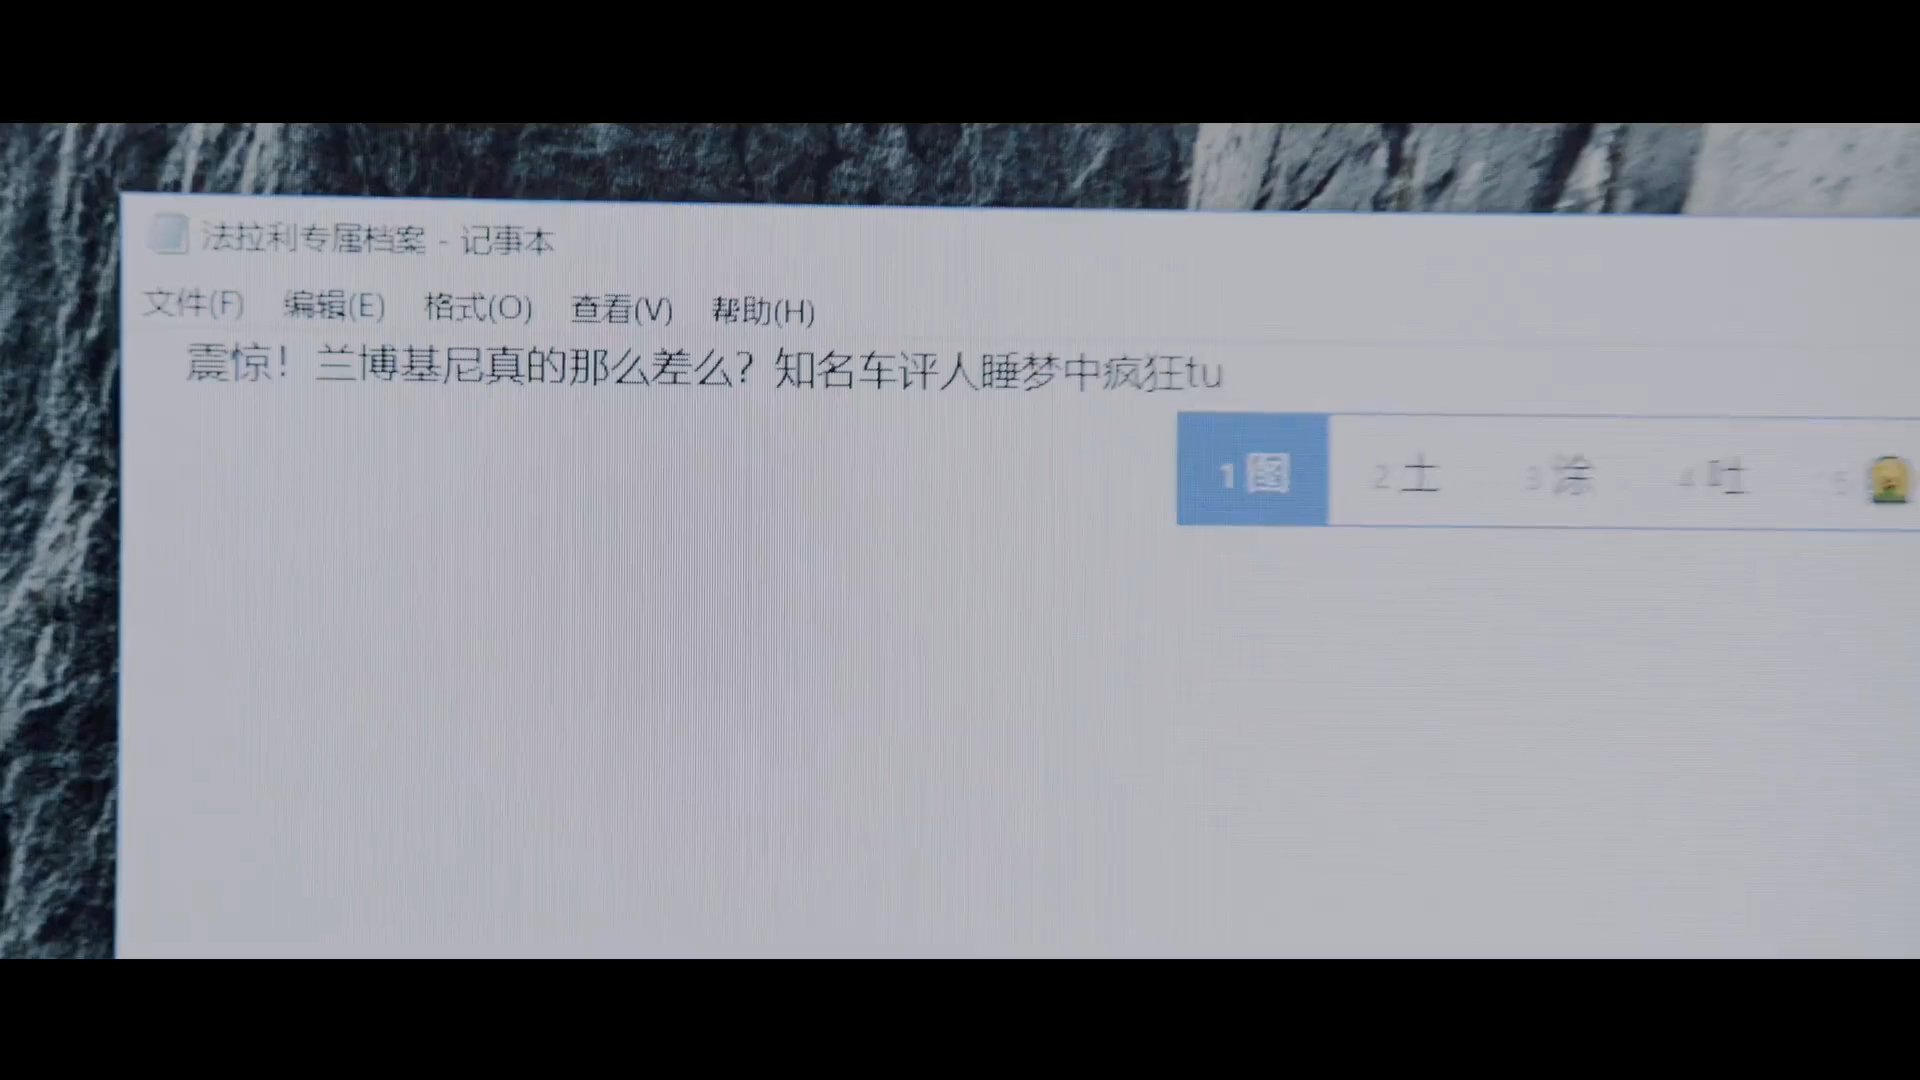 法拉利专属档案 - 记事本
文件(F) 编辑(E) 格式(O) 查看(V) 帮助(H)
震惊！兰博基尼真的那么差么？知名车评人睡梦中疯狂tu
1 图 2 土 3 涂 4 吐 5